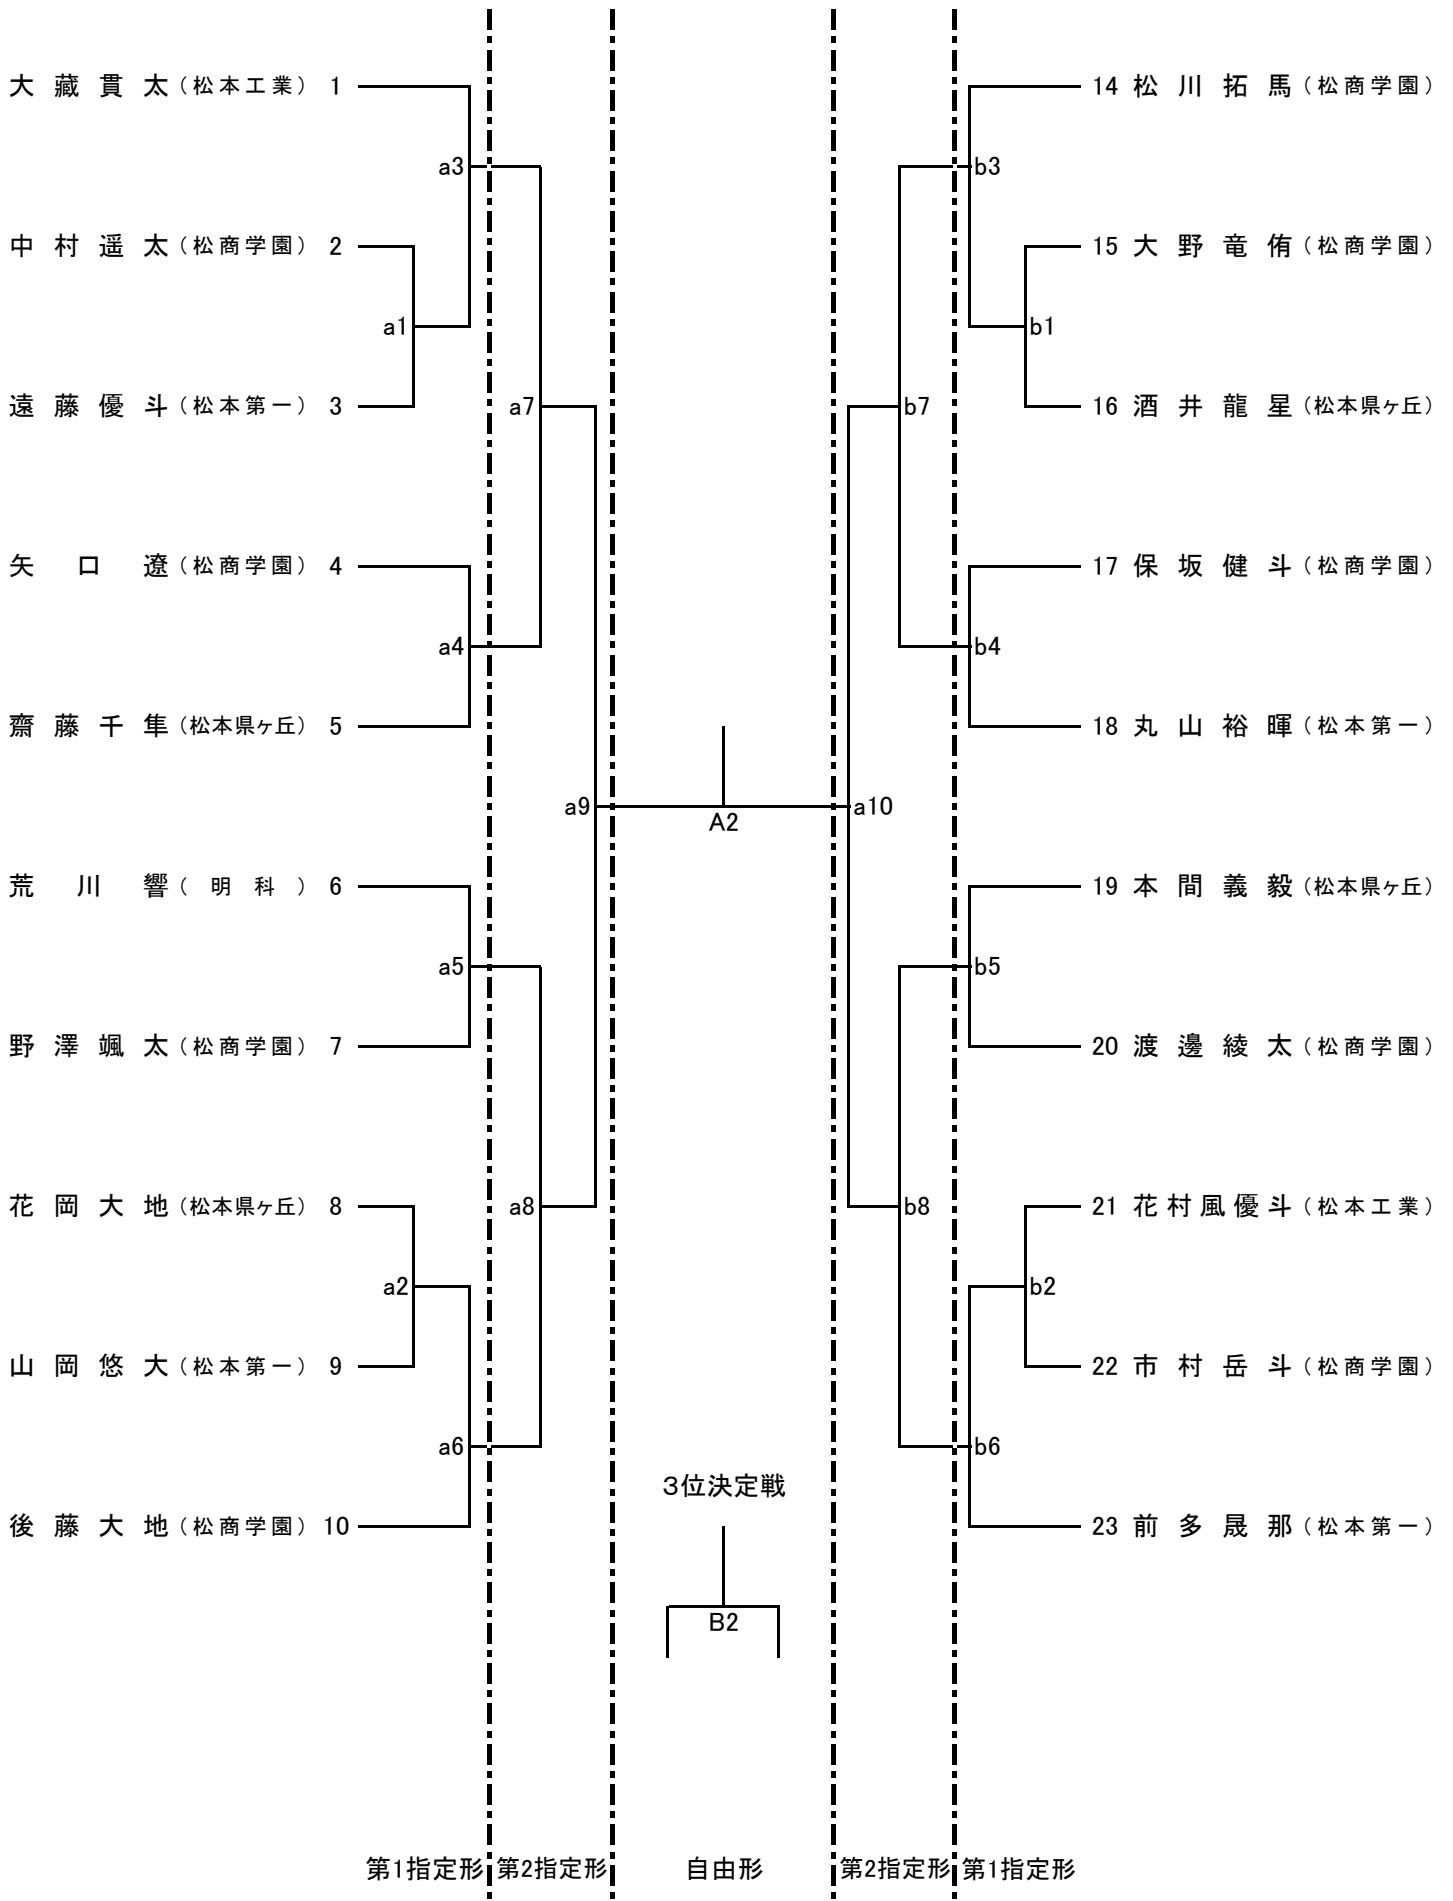 大藏貫太（松本工業） 1
a3
中村遥太（松商学園） 2
a1
遠藤優斗（松本第一） 3
a7
矢口遼（松商学園） 4
a4
齋藤千隼（松本県ヶ丘） 5
a9
荒川響（明科） 6
a5
野澤颯太（松商学園） 7
花岡大地（松本県ヶ丘） 8
a8
a2
山岡悠大（松本第一） 9
a6
後藤大地（松商学園） 10
A2
3位決定戦
B2
14 松川拓馬（松商学園）
b3
15 大野竜侑（松商学園）
b1
16 酒井龍星（松本県ヶ丘）
b7
17 保坂健斗（松商学園）
b4
18 丸山裕暉（松本第一）
a10
19 本間義毅（松本県ヶ丘）
b5
20 渡邊綾太（松商学園）
21 花村風優斗（松本工業）
b8
b2
22 市村岳斗（松商学園）
b6
23 前多晟那（松本第一）
第1指定形 第2指定形 自由形 第2指定形 第1指定形